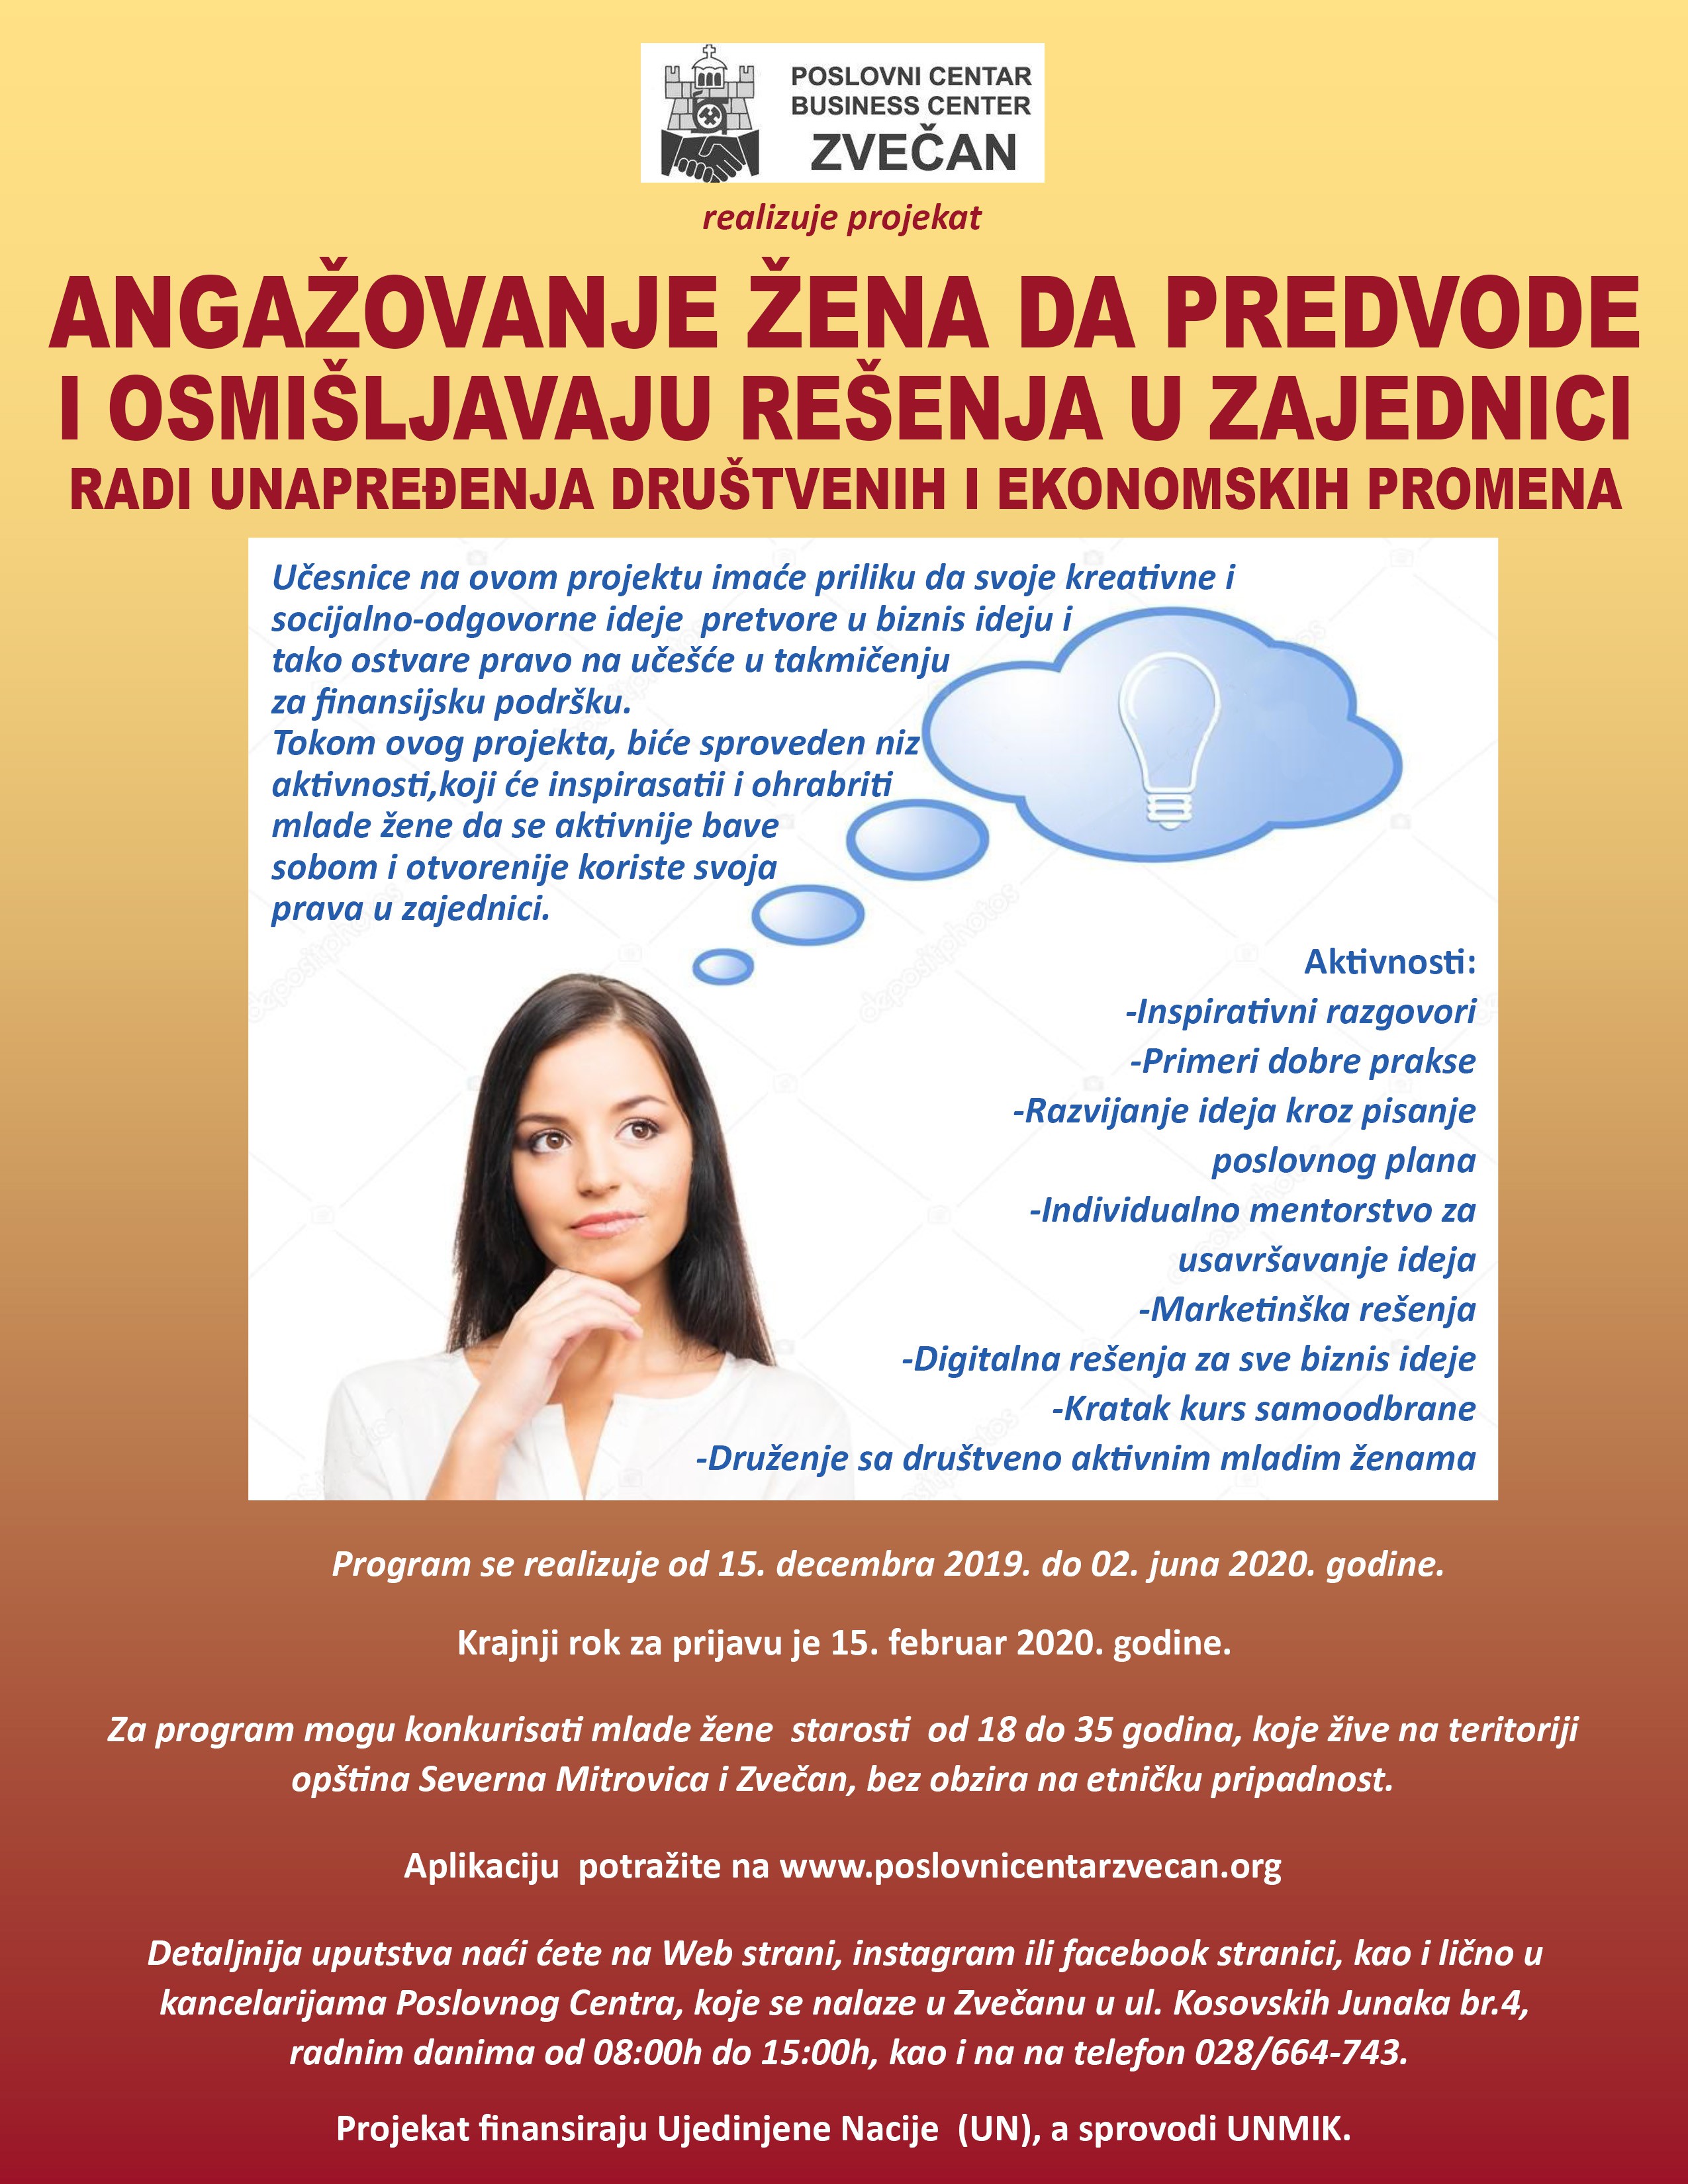 POSLOVNI CENTAR
BUSINESS CENTER
ZVEČAN
realizuje projekat
ANGAŽOVANJE ŽENA DA PREDVODE
I OSMIŠLJAVAJU REŠENJA U ZAJEDNICI
RADI UNAPREĐENJA DRUŠTVENIH I EKONOMSKIH PROMENA
Učesnice na ovom projektu imaće priliku da svoje kreativne i
socijalno-odgovorne ideje  pretvore u biznis ideju i
tako ostvare pravo na učešće u takmičenju
za finansijsku podršku.
Tokom ovog projekta, biće sproveden niz
aktivnosti,koji će inspirasatii i ohrabriti
mlade žene da se aktivnije bave
sobom i otvorenije koriste svoja
prava u zajednici.
Aktivnosti:
-Inspirativni razgovori
-Primeri dobre prakse
-Razvijanje ideja kroz pisanje
poslovnog plana
-Individualno mentorstvo za
usavršavanje ideja
-Marketinška rešenja
-Digitalna rešenja za sve biznis ideje
-Kratak kurs samoodbrane
-Druženje sa društveno aktivnim mladim ženama
depositphotos
depositphotos
Program se realizuje od 15. decembra 2019. do 02. juna 2020. godine.
Krajnji rok za prijavu je 15. februar 2020. godine.
Za program mogu konkurisati mlade žene  starosti  od 18 do 35 godina, koje žive na teritoriji
opština Severna Mitrovica i Zvečan, bez obzira na etničku pripadnost.
Aplikaciju  potražite na www.poslovnicentarzvecan.org
Detaljnija uputstva naći ćete na Web strani, instagram ili facebook stranici, kao i lično u
kancelarijama Poslovnog Centra, koje se nalaze u Zvečanu u ul. Kosovskih Junaka br.4,
radnim danima od 08:00h do 15:00h, kao i na na telefon 028/664-743.
Projekat finansiraju Ujedinjene Nacije  (UN), a sprovodi UNMIK.